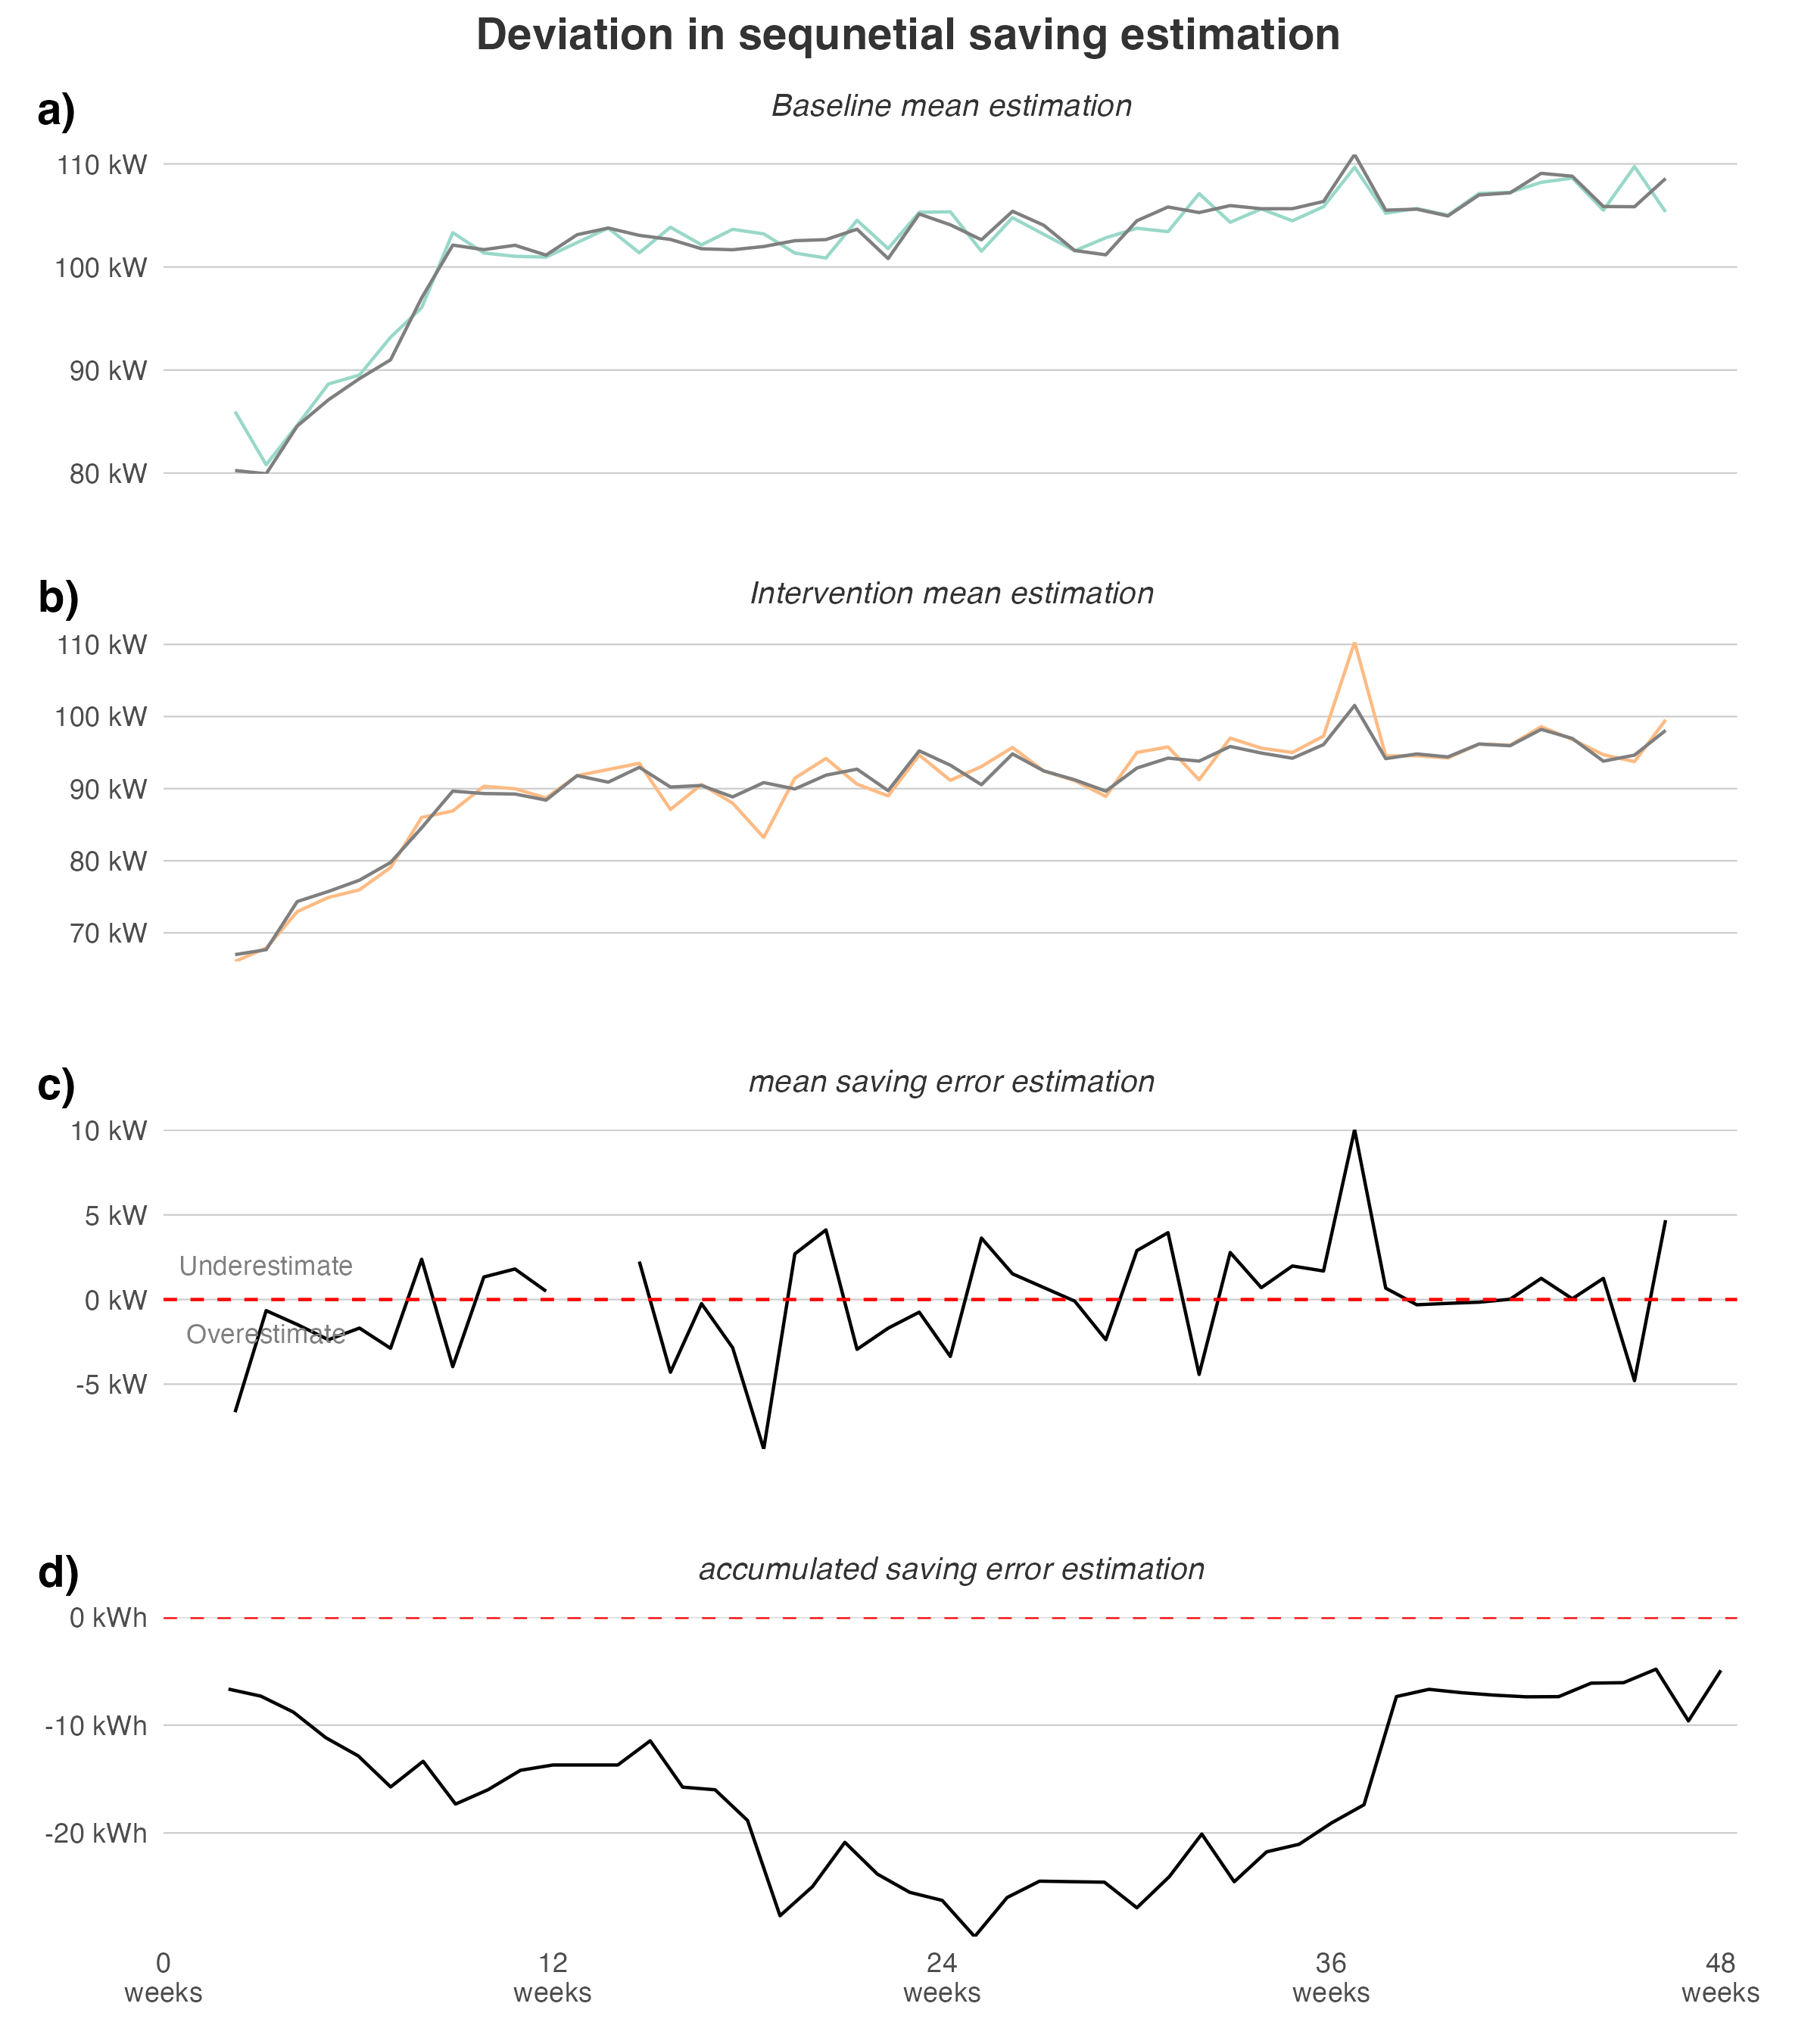 Deviation in sequnetial saving estimation
a)
Baseline mean estimation
110 kW
100 kW
90 kW
80 kW
b)
Intervention mean estimation
110 kW
100 kW
90 kW
80 kW
70 kW
c)
mean saving error estimation
10 kW
5 kW
Underestimate
0 kW
Overestimate
-5 kW
d)
accumulated saving error estimation
0 kWh
-10 kWh
-20 kWh
0 12 24 36 48
weeks weeks weeks weeks weeks